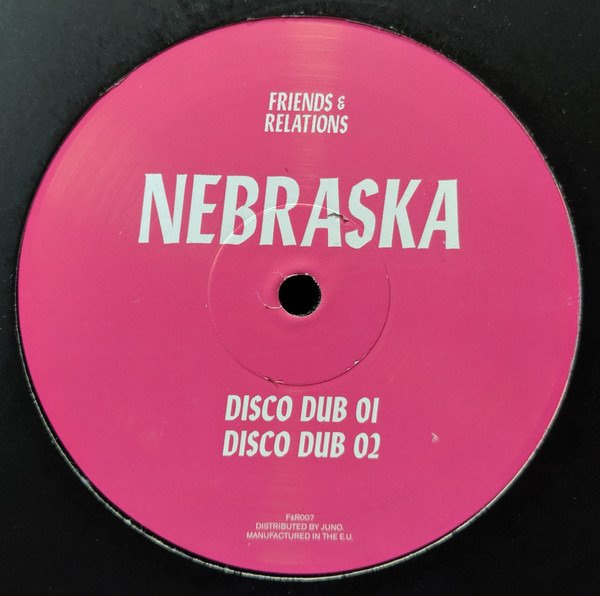 FRIENDS &
RELATIONS
NEBRASKA
DISCO DUB 01
DISCO DUB 02
F&R007
DISTRIBUTED BY JUNO.
MANUFACTURED IN THE E.U.